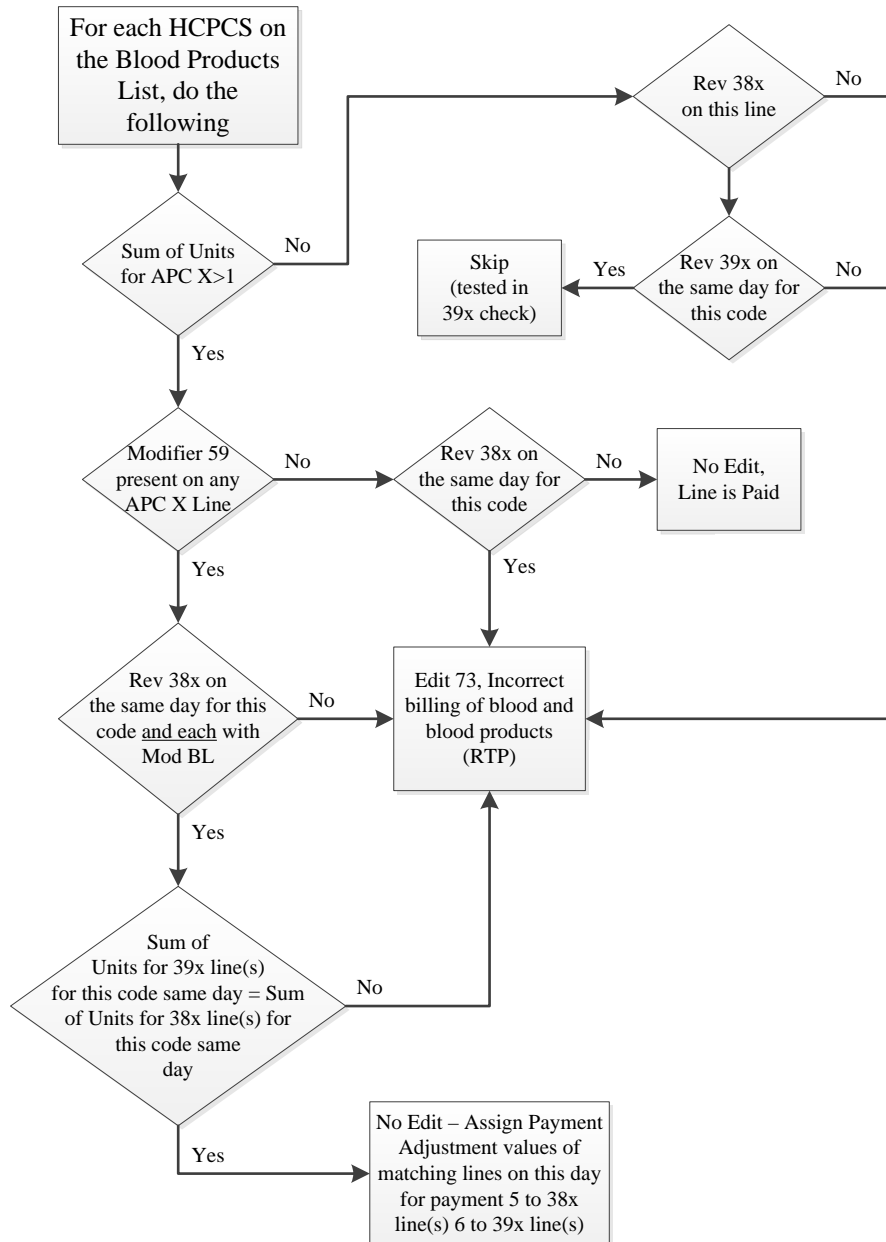 For each HCPCS on
the Blood Products
List, do the
following
Rev 38x
on this line
No
Sum of Units
for APC X>1
No
Skip
(tested in
39x check)
Yes
Rev 39x on
the same day for
this code
No
Yes
Modifier 59
present on any
APC X Line
No
Rev 38x on
the same day for
this code
No
No Edit,
Line is Paid
Yes
Yes
Rev 38x on
the same day for this
code and each with
Mod BL
No
Edit 73, Incorrect
billing of blood and
blood products
(RTP)
Yes
Sum of
Units for 39x line(s)
for this code same day = Sum
of Units for 38x line(s) for
this code same
day
No
Yes
No Edit – Assign Payment
Adjustment values of
matching lines on this day
for payment 5 to 38x
line(s) 6 to 39x line(s)